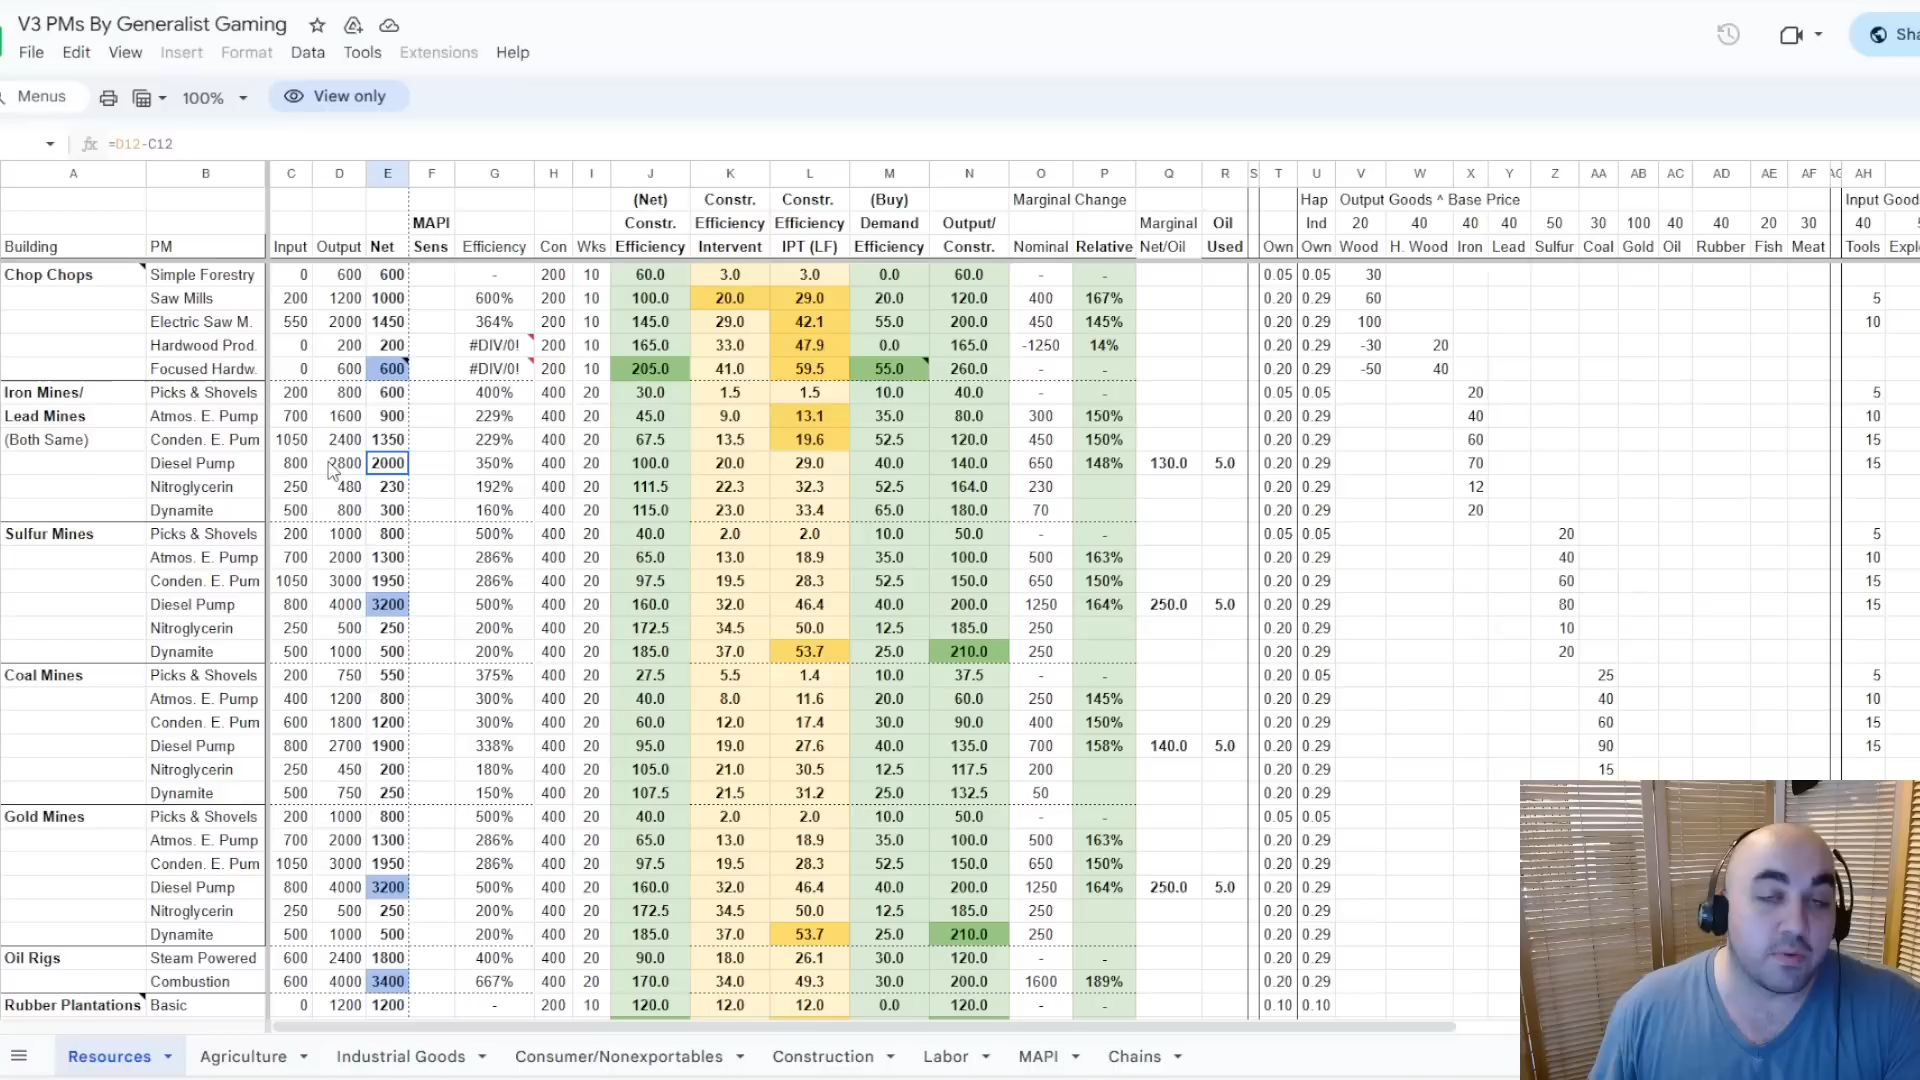 V3 PMs By Generalist Gaming
File Edit View Insert Format Data Tools Extensions Help
Menus 100% View only
=D12-C12
A B C D E F G H I J K L M N O P Q R S T U V W X Y Z AA AB AC AD AE AF AH
(Net) Constr. Constr. (Buy) Marginal Change Hap Output Goods ^ Base Price Input Good
MAPI Constr. Efficiency Efficiency Demand Output/ Marginal Oil Ind 20 40 40 40 50 30 100 40 40 20 30 40
Building PM Input Output Net Sens Efficiency Con Wks Efficiency Intervent IPT (LF) Efficiency Constr. Nominal Relative Net/Oil Used Own Own Wood H. Wood Iron Lead Sulfur Coal Gold Oil Rubber Fish Meat Tools Expl
Chop Chops Simple Forestry 0 600 600 - 200 10 60.0 3.0 3.0 0.0 60.0 - - 0.05 0.05 30
Saw Mills 200 1200 1000 600% 200 10 100.0 20.0 29.0 20.0 120.0 400 167% 0.20 0.29 60 5
Electric Saw M. 550 2000 1450 364% 200 10 145.0 29.0 42.1 55.0 200.0 450 145% 0.20 0.29 100 10
Hardwood Prod. 0 200 200 #DIV/0! 200 10 165.0 33.0 47.9 0.0 165.0 -1250 14% 0.20 0.29 -30 20
Focused Hardw. 0 600 600 #DIV/0! 200 10 205.0 41.0 59.5 55.0 260.0 - - 0.20 0.29 -50 40
Iron Mines/ Picks & Shovels 200 800 600 400% 400 20 30.0 1.5 1.5 10.0 40.0 - - 0.05 0.05 20 5
Lead Mines Atmos. E. Pump 700 1600 900 229% 400 20 45.0 9.0 13.1 35.0 80.0 300 150% 0.20 0.29 40 10
(Both Same) Conden. E. Pum 1050 2400 1350 229% 400 20 67.5 13.5 19.6 52.5 120.0 450 150% 0.20 0.29 60 15
Diesel Pump 800 2800 2000 350% 400 20 100.0 20.0 29.0 40.0 140.0 650 148% 130.0 5.0 0.20 0.29 70 15
Nitroglycerin 250 480 230 192% 400 20 111.5 22.3 32.3 52.5 164.0 230 0.20 0.29 12
Dynamite 500 800 300 160% 400 20 115.0 23.0 33.4 65.0 180.0 70 0.20 0.29 20
Sulfur Mines Picks & Shovels 200 1000 800 500% 400 20 40.0 2.0 2.0 10.0 50.0 - - 0.05 0.05 20 5
Atmos. E. Pump 700 2000 1300 286% 400 20 65.0 13.0 18.9 35.0 100.0 500 163% 0.20 0.29 40 10
Conden. E. Pum 1050 3000 1950 286% 400 20 97.5 19.5 28.3 52.5 150.0 650 150% 0.20 0.29 60 15
Diesel Pump 800 4000 3200 500% 400 20 160.0 32.0 46.4 40.0 200.0 1250 164% 250.0 5.0 0.20 0.29 80 15
Nitroglycerin 250 500 250 200% 400 20 172.5 34.5 50.0 12.5 185.0 250 0.20 0.29 10
Dynamite 500 1000 500 200% 400 20 185.0 37.0 53.7 25.0 210.0 250 0.20 0.29 20
Coal Mines Picks & Shovels 200 750 550 375% 400 20 27.5 5.5 1.4 10.0 37.5 - - 0.20 0.05 25 5
Atmos. E. Pump 400 1200 800 300% 400 20 40.0 8.0 11.6 20.0 60.0 250 145% 0.20 0.29 40 10
Conden. E. Pum 600 1800 1200 300% 400 20 60.0 12.0 17.4 30.0 90.0 400 150% 0.20 0.29 60 15
Diesel Pump 800 2700 1900 338% 400 20 95.0 19.0 27.6 40.0 135.0 700 158% 140.0 5.0 0.20 0.29 90 15
Nitroglycerin 250 450 200 180% 400 20 105.0 21.0 30.5 12.5 117.5 200 0.20 0.29 15
Dynamite 500 750 250 150% 400 20 107.5 21.5 31.2 25.0 132.5 50 0.20 0.29
Gold Mines Picks & Shovels 200 1000 800 500% 400 20 40.0 2.0 2.0 10.0 50.0 - - 0.05 0.05
Atmos. E. Pump 700 2000 1300 286% 400 20 65.0 13.0 18.9 35.0 100.0 500 163% 0.20 0.29
Conden. E. Pum 1050 3000 1950 286% 400 20 97.5 19.5 28.3 52.5 150.0 650 150% 0.20 0.29
Diesel Pump 800 4000 3200 500% 400 20 160.0 32.0 46.4 40.0 200.0 1250 164% 250.0 5.0 0.20 0.29
Nitroglycerin 250 500 250 200% 400 20 172.5 34.5 50.0 12.5 185.0 250 0.20 0.29
Dynamite 500 1000 500 200% 400 20 185.0 37.0 53.7 25.0 210.0 250 0.20 0.29
Oil Rigs Steam Powered 600 2400 1800 400% 400 20 90.0 18.0 26.1 30.0 120.0 - - 0.20 0.29
Combustion 600 4000 3400 667% 400 20 170.0 34.0 49.3 30.0 200.0 1600 189% 0.20 0.29
Rubber Plantations Basic 0 1200 1200 - 200 10 120.0 12.0 12.0 0.0 120.0 - - 0.10 0.10
Resources Agriculture Industrial Goods Consumer/Nonexportables Construction Labor MAPI Chains